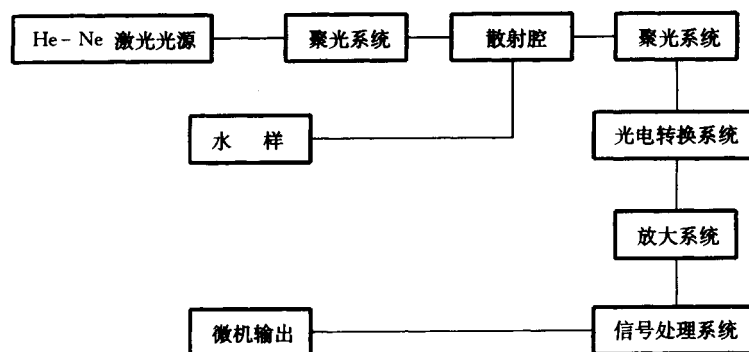 He-Ne 激光光源
聚光系统
散射腔
聚光系统
水 样
光电转换系统
放大系统
微机输出
信号处理系统